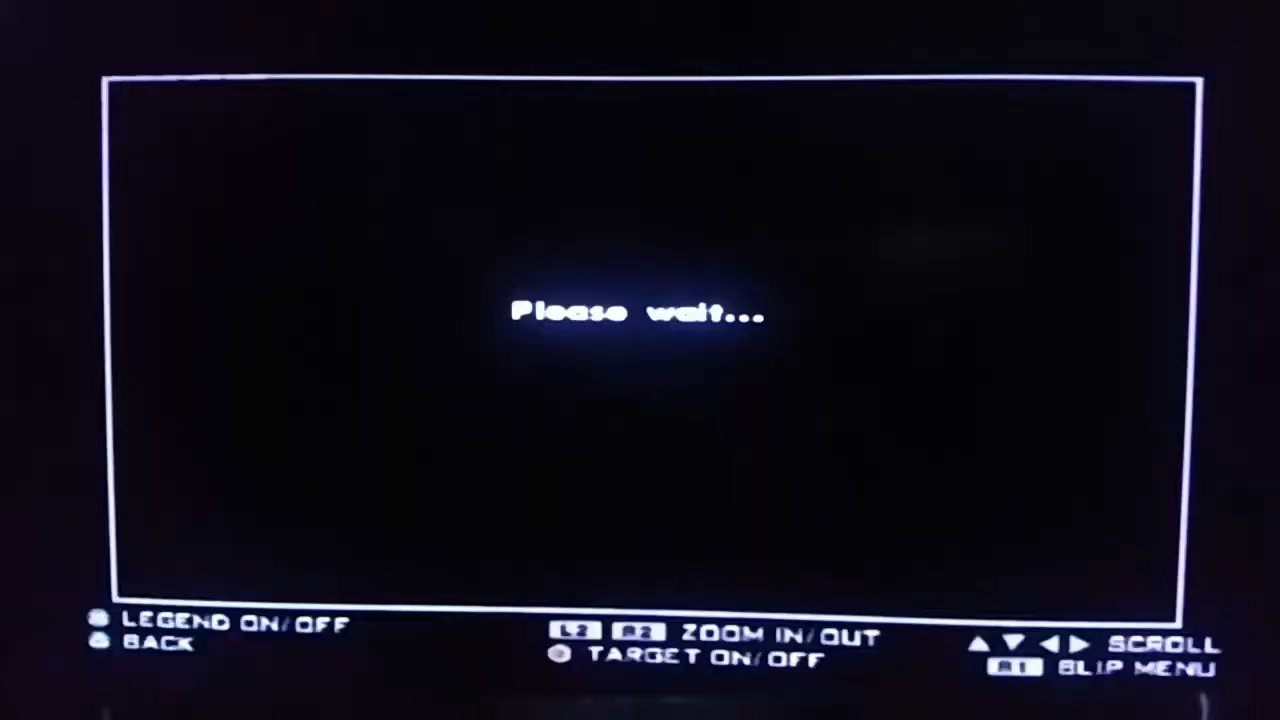 Please wait...
LEGEND ON/OFF
BACK
L2 R2 ZOOM IN/OUT
TARGET ON/OFF
SCROLL
R1 BLIP MENU